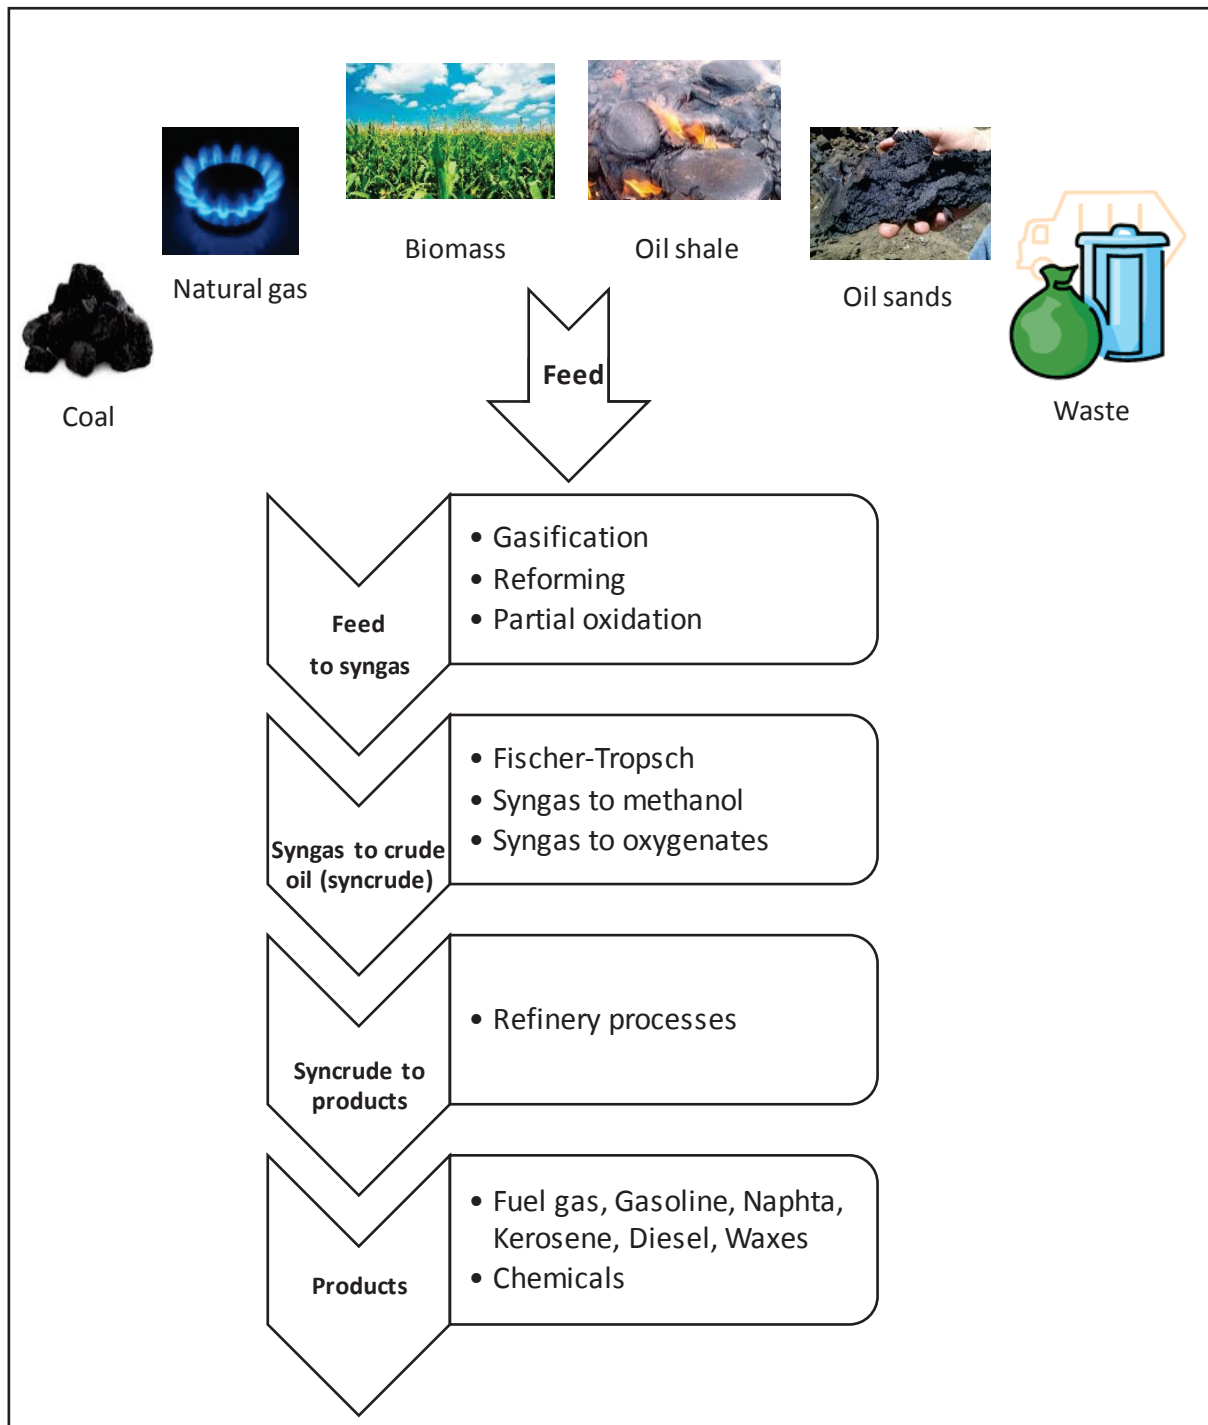 Biomass
Oil shale
Natural gas
Oil sands
Coal
Waste
Feed
Feed
to syngas
• Gasification
• Reforming
• Partial oxidation
Syngas to crude
oil (syncrude)
• Fischer-Tropsch
• Syngas to methanol
• Syngas to oxygenates
Syncrude to
products
• Refinery processes
Products
• Fuel gas, Gasoline, Naphta,
Kerosene, Diesel, Waxes
• Chemicals